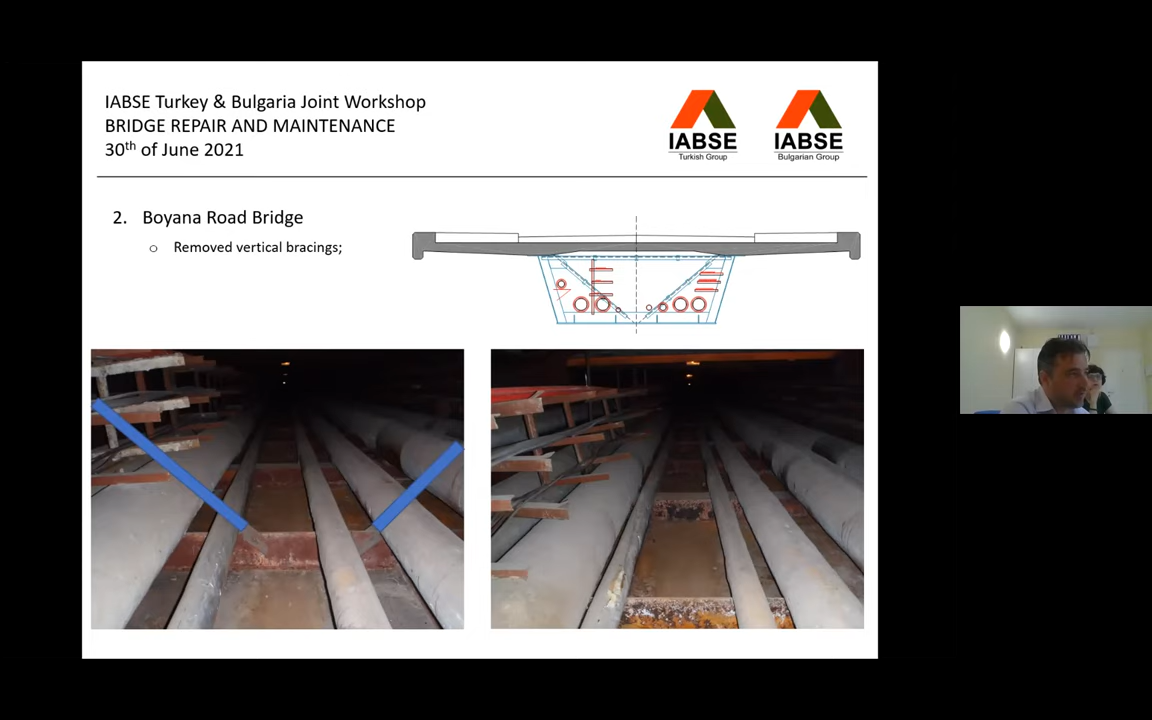 IABSE Turkey & Bulgaria Joint Workshop
BRIDGE REPAIR AND MAINTENANCE
30th of June 2021
IABSE
Turkish Group
IABSE
Bulgarian Group
2. Boyana Road Bridge
○ Removed vertical bracings;